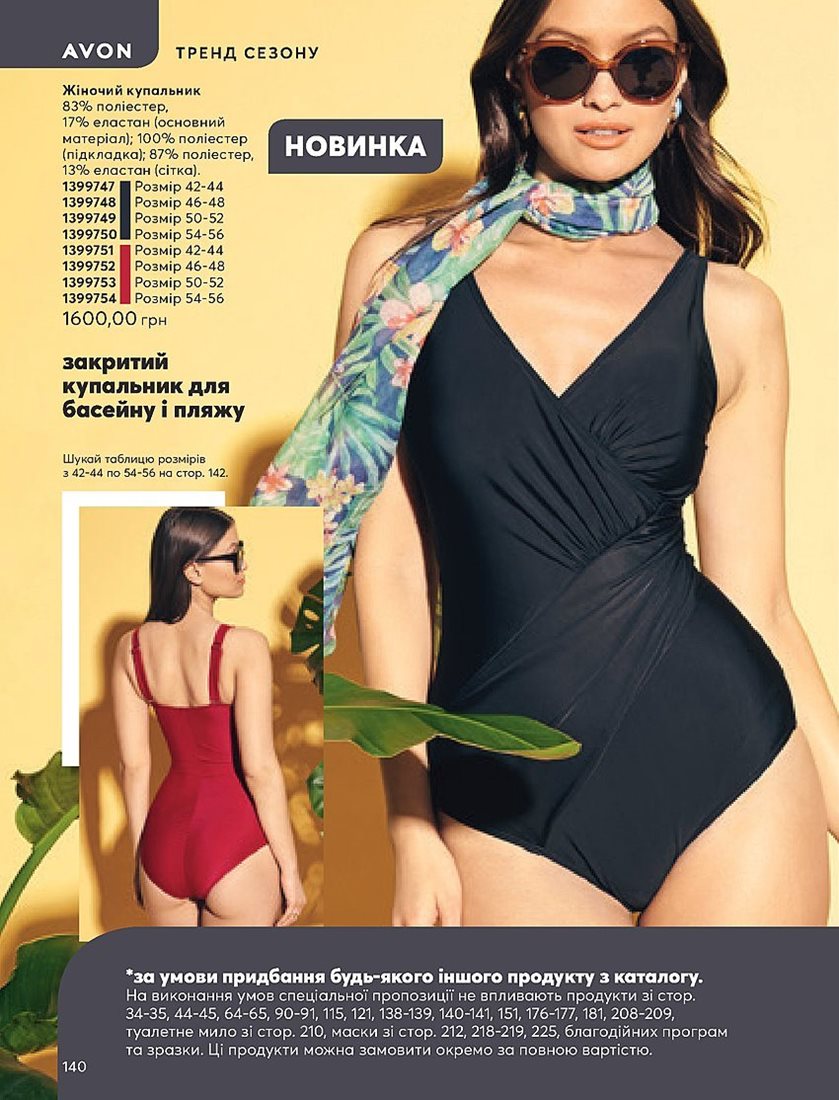 AVON
ТРЕНД СЕЗОНУ
Жіночий купальник
83% поліестер,
17% еластан (основний
матеріал); 100% поліестер
(підкладка); 87% поліестер,
13% еластан (сітка).
1399747 Розмір 42-44
1399748 Розмір 46-48
1399749 Розмір 50-52
1399750 Розмір 54-56
1399751 Розмір 42-44
1399752 Розмір 46-48
1399753 Розмір 50-52
1399754 Розмір 54-56
1600,00 грн
НОВИНКА
закритий
купальник для
басейну і пляжу
Шукай таблицю розмірів
з 42-44 по 54-56 на стор. 142.
*за умови придбання будь-якого іншого продукту з каталогу.
На виконання умов спеціальної пропозиції не впливають продукти зі стор.
34-35, 44-45, 64-65, 90-91, 115, 121, 138-139, 140-141, 151, 176-177, 181, 208-209,
туалетне мило зі стор. 210, маски зі стор. 212, 218-219, 225, благодійних програм
та зразки. Ці продукти можна замовити окремо за повною вартістю.
140